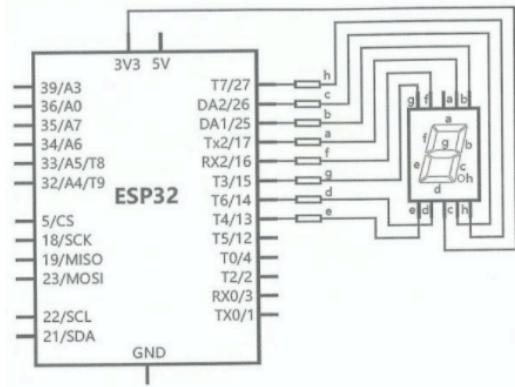 3V3 5V
39/A3
36/A0
35/A7
34/A6
33/A5/T8
32/A4/T9
5/CS
18/SCK
19/MISO
23/MOSI
22/SCL
21/SDA
ESP32
T7/27
DA2/26
DA1/25
Tx2/17
RX2/16
T3/15
T6/14
T4/13
T5/12
T0/4
T2/2
RX0/3
TX0/1
GND
h
c
b
a
f
g
d
e
g f a b
a
f g b
e c h
d
e d c h